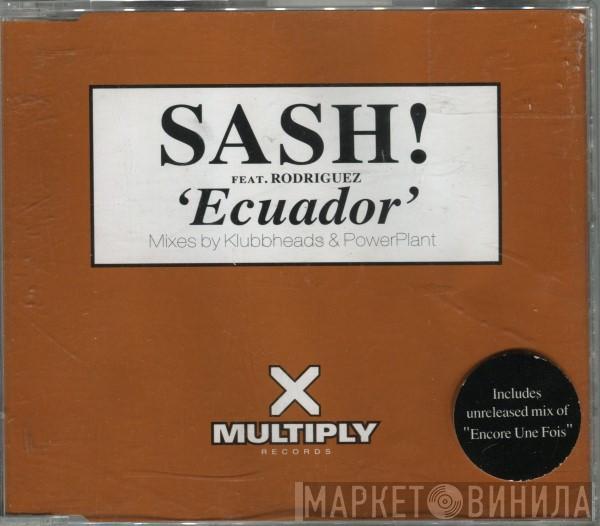 SASH!
FEAT. RODRIGUEZ
‘Ecuador’
Mixes by Klubbheads & PowerPlant
X
MULTIPLY
RECORDS
Includes
unreleased mix of
"Encore Une Fois"
МАРКЕТ ВИНИЛА